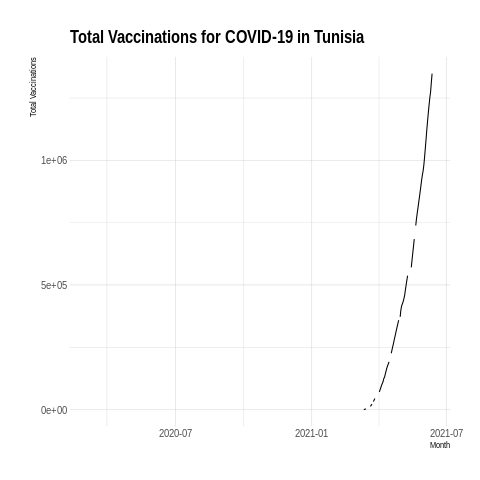 Total Vaccinations for COVID-19 in Tunisia
Total Vaccinations
1e+06
5e+05
0e+00
2020-07
2021-01
2021-07
Month